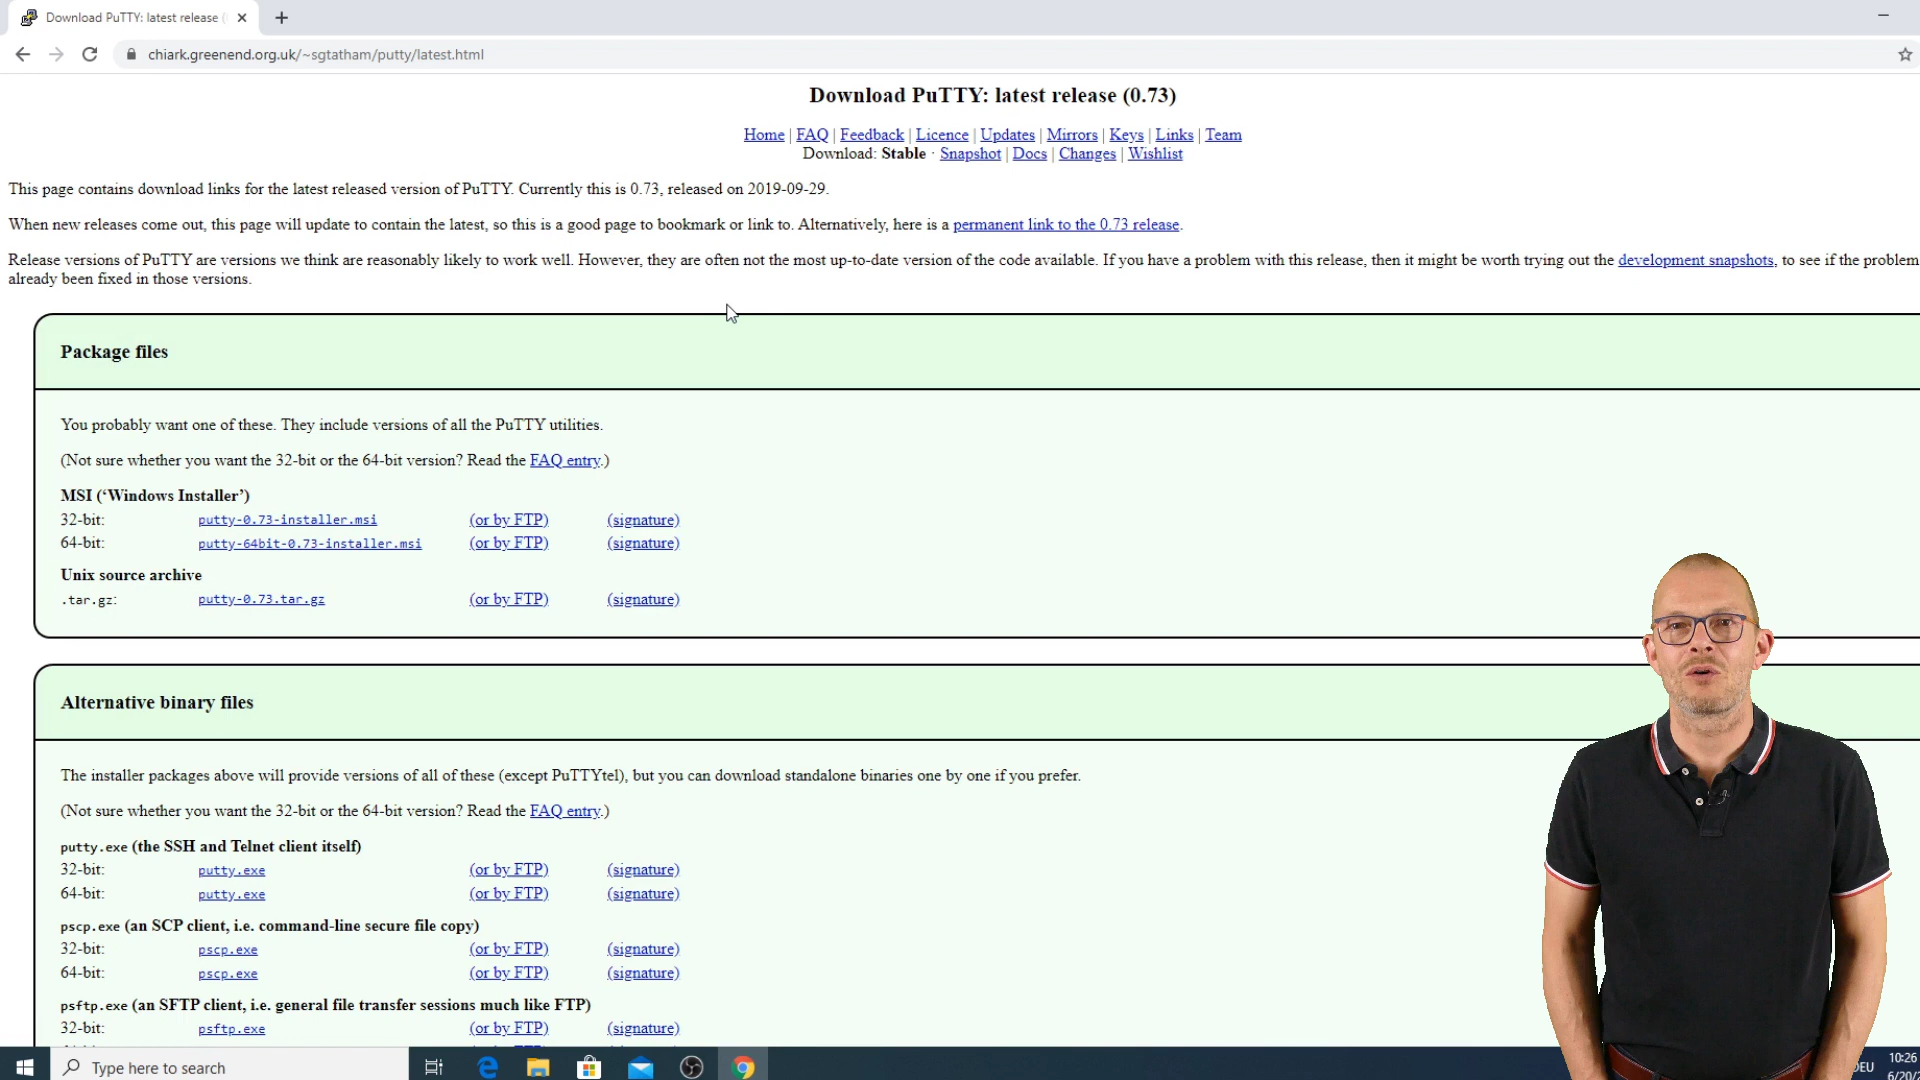 Download PuTTY: latest release (
chiark.greenend.org.uk/~sgtatham/putty/latest.html
Download PuTTY: latest release (0.73)
Home | FAQ | Feedback | Licence | Updates | Mirrors | Keys | Links | Team
Download: Stable · Snapshot | Docs | Changes | Wishlist
This page contains download links for the latest released version of PuTTY. Currently this is 0.73, released on 2019-09-29.
When new releases come out, this page will update to contain the latest, so this is a good page to bookmark or link to. Alternatively, here is a permanent link to the 0.73 release.
Release versions of PuTTY are versions we think are reasonably likely to work well. However, they are often not the most up-to-date version of the code available. If you have a problem with this release, then it might be worth trying out the development snapshots, to see if the problem
already been fixed in those versions.
Package files
You probably want one of these. They include versions of all the PuTTY utilities.
(Not sure whether you want the 32-bit or the 64-bit version? Read the FAQ entry.)
MSI (‘Windows Installer’)
32-bit: putty-0.73-installer.msi (or by FTP) (signature)
64-bit: putty-64bit-0.73-installer.msi (or by FTP) (signature)
Unix source archive
.tar.gz: putty-0.73.tar.gz (or by FTP) (signature)
Alternative binary files
The installer packages above will provide versions of all of these (except PuTTYtel), but you can download standalone binaries one by one if you prefer.
(Not sure whether you want the 32-bit or the 64-bit version? Read the FAQ entry.)
putty.exe (the SSH and Telnet client itself)
32-bit: putty.exe (or by FTP) (signature)
64-bit: putty.exe (or by FTP) (signature)
pscp.exe (an SCP client, i.e. command-line secure file copy)
32-bit: pscp.exe (or by FTP) (signature)
64-bit: pscp.exe (or by FTP) (signature)
psftp.exe (an SFTP client, i.e. general file transfer sessions much like FTP)
32-bit: psftp.exe (or by FTP) (signature)
Type here to search
DEU
10:26
6/20/2